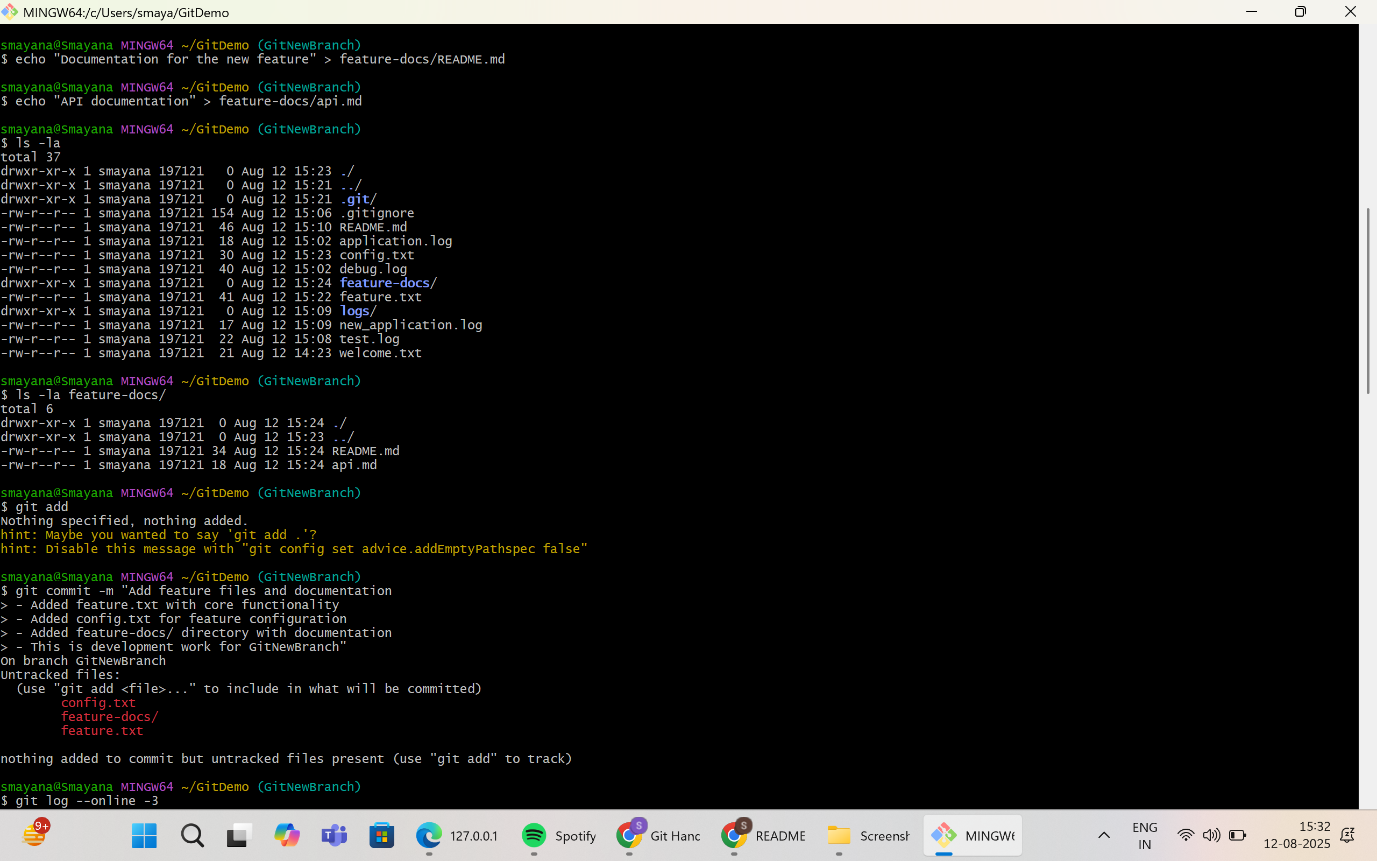 MINGW64:/c/Users/smaya/GitDemo
smayana@Smayana MINGW64 ~/GitDemo (GitNewBranch)
$ echo "Documentation for the new feature" > feature-docs/README.md
smayana@Smayana MINGW64 ~/GitDemo (GitNewBranch)
$ echo "API documentation" > feature-docs/api.md
smayana@Smayana MINGW64 ~/GitDemo (GitNewBranch)
$ ls -la
total 37
drwxr-xr-x 1 smayana 197121   0 Aug 12 15:23 ./
drwxr-xr-x 1 smayana 197121   0 Aug 12 15:21 ../
drwxr-xr-x 1 smayana 197121   0 Aug 12 15:21 .git/
-rw-r--r-- 1 smayana 197121 154 Aug 12 15:06 .gitignore
-rw-r--r-- 1 smayana 197121  46 Aug 12 15:10 README.md
-rw-r--r-- 1 smayana 197121  18 Aug 12 15:02 application.log
-rw-r--r-- 1 smayana 197121  30 Aug 12 15:23 config.txt
-rw-r--r-- 1 smayana 197121  40 Aug 12 15:02 debug.log
drwxr-xr-x 1 smayana 197121   0 Aug 12 15:24 feature-docs/
-rw-r--r-- 1 smayana 197121  41 Aug 12 15:22 feature.txt
drwxr-xr-x 1 smayana 197121   0 Aug 12 15:09 logs/
-rw-r--r-- 1 smayana 197121  17 Aug 12 15:09 new_application.log
-rw-r--r-- 1 smayana 197121  22 Aug 12 15:08 test.log
-rw-r--r-- 1 smayana 197121  21 Aug 12 14:23 welcome.txt
smayana@Smayana MINGW64 ~/GitDemo (GitNewBranch)
$ ls -la feature-docs/
total 6
drwxr-xr-x 1 smayana 197121  0 Aug 12 15:24 ./
drwxr-xr-x 1 smayana 197121  0 Aug 12 15:23 ../
-rw-r--r-- 1 smayana 197121 34 Aug 12 15:24 README.md
-rw-r--r-- 1 smayana 197121 18 Aug 12 15:24 api.md
smayana@Smayana MINGW64 ~/GitDemo (GitNewBranch)
$ git add
Nothing specified, nothing added.
hint: Maybe you wanted to say 'git add .'?
hint: Disable this message with "git config set advice.addEmptyPathspec false"
smayana@Smayana MINGW64 ~/GitDemo (GitNewBranch)
$ git commit -m "Add feature files and documentation
> - Added feature.txt with core functionality
> - Added config.txt for feature configuration
> - Added feature-docs/ directory with documentation
> - This is development work for GitNewBranch"
On branch GitNewBranch
Untracked files:
  (use "git add <file>..." to include in what will be committed)
        config.txt
        feature-docs/
        feature.txt
nothing added to commit but untracked files present (use "git add" to track)
smayana@Smayana MINGW64 ~/GitDemo (GitNewBranch)
$ git log --online -3
9+
127.0.0.1
Spotify
S
Git Hanc
S
README
Screensh
MINGW6
ENG
IN
15:32
12-08-2025